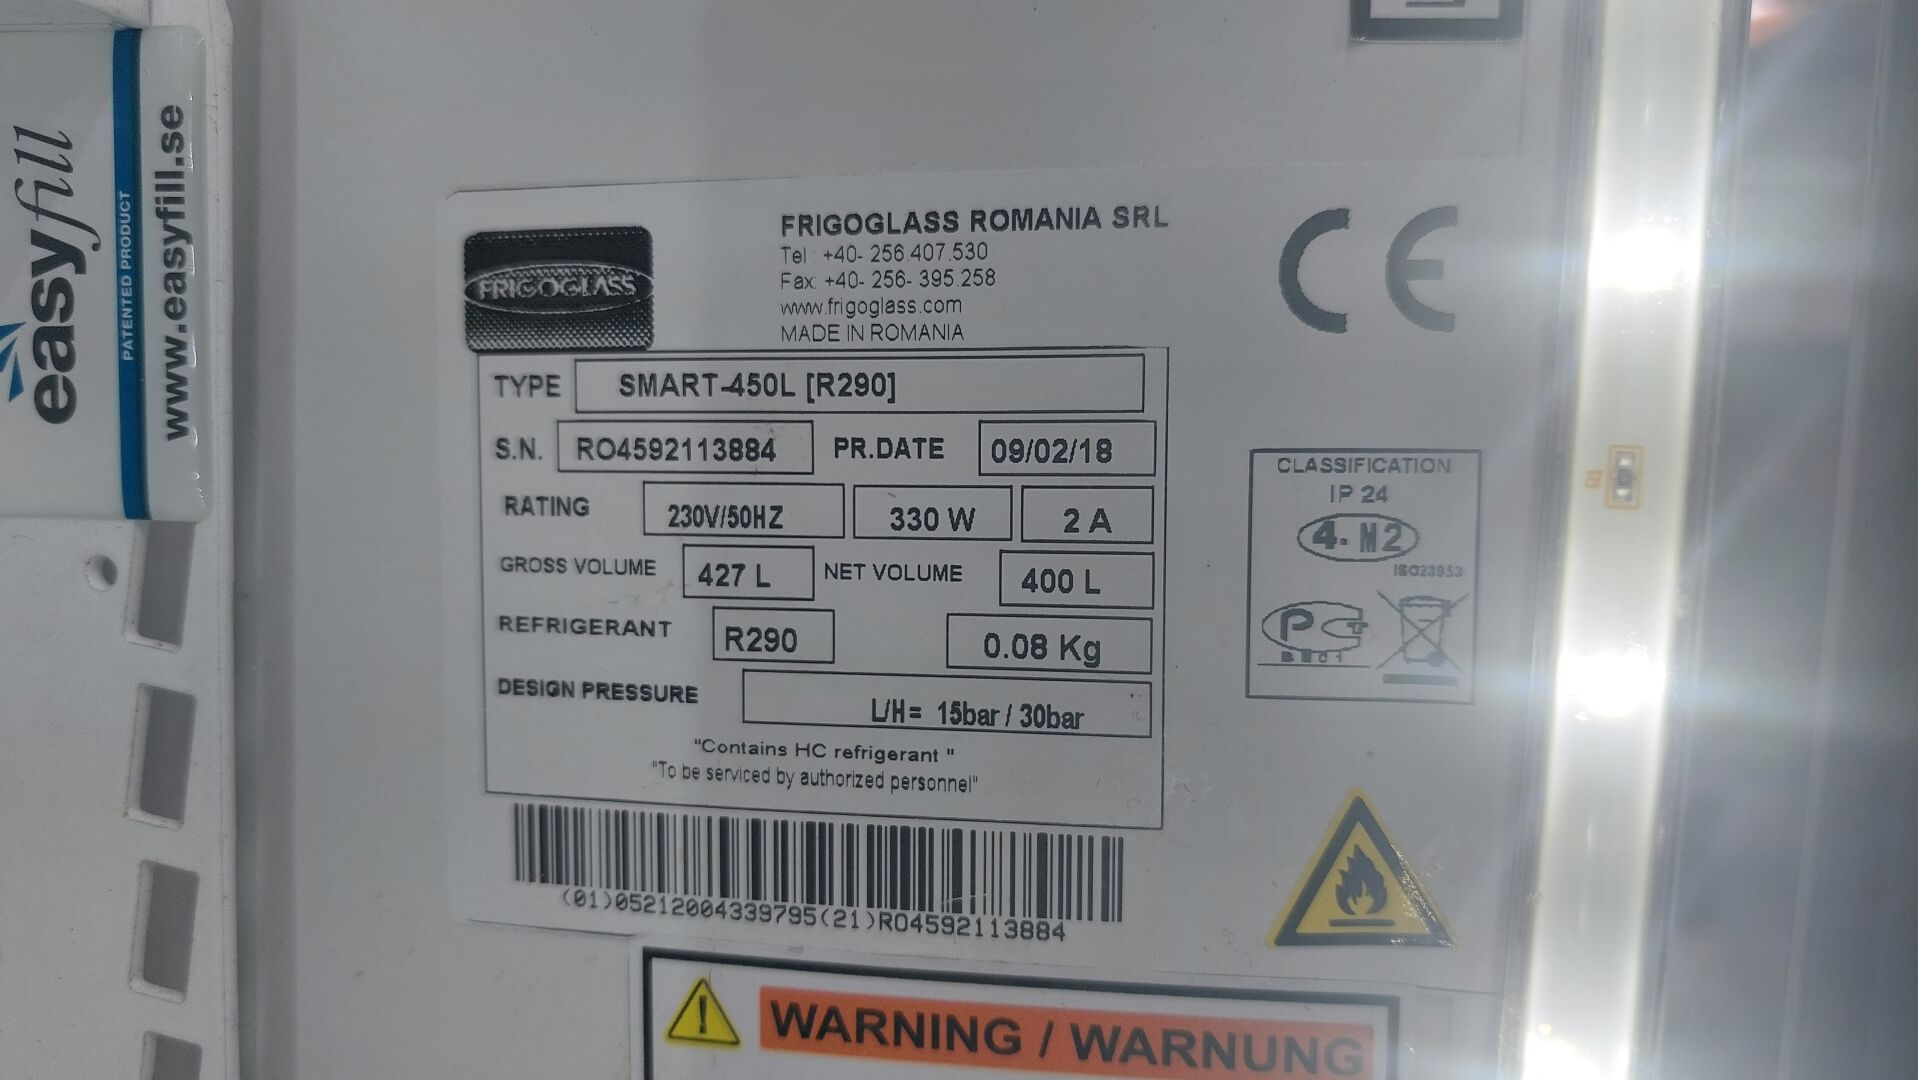 easyfill
PATENTED PRODUCT
www.easyfill.se
FRIGOGLASS
FRIGOGLASS ROMANIA SRL
Tel : +40- 256.407.530
Fax: +40- 256- 395.258
www.frigoglass.com
MADE IN ROMANIA
CE
TYPE SMART-450L [R290]
S.N. RO4592113884 PR.DATE 09/02/18
RATING 230V/50HZ 330 W 2 A
GROSS VOLUME 427 L NET VOLUME 400 L
REFRIGERANT R290 0.08 Kg
DESIGN PRESSURE L/H= 15bar / 30bar
"Contains HC refrigerant "
"To be serviced by authorized personnel"
CLASSIFICATION
IP 24
4- M2
ISO23953
(01)05212004339795(21)RO4592113884
WARNING / WARNUNG